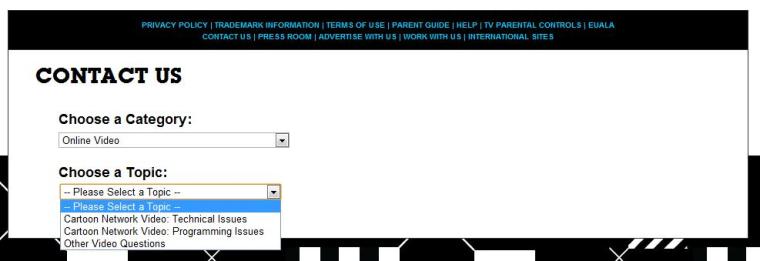 PRIVACY POLICY | TRADEMARK INFORMATION | TERMS OF USE | PARENT GUIDE | HELP | TV PARENTAL CONTROLS | EUALA
CONTACT US | PRESS ROOM | ADVERTISE WITH US | WORK WITH US | INTERNATIONAL SITES
CONTACT US
Choose a Category:
Online Video
Choose a Topic:
-- Please Select a Topic --
-- Please Select a Topic --
Cartoon Network Video: Technical Issues
Cartoon Network Video: Programming Issues
Other Video Questions